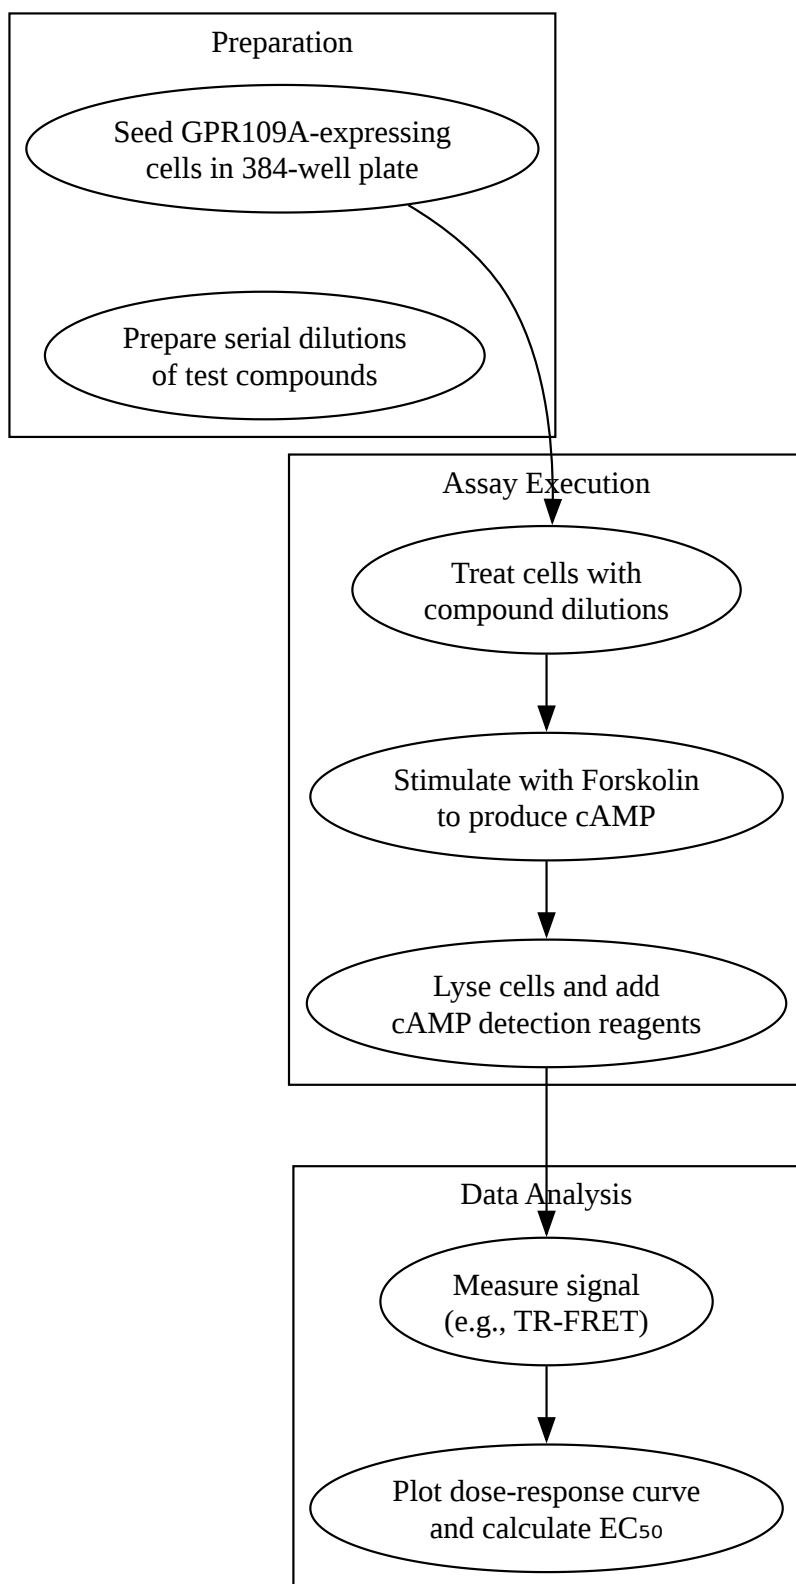 Preparation
Seed GPR109A-expressing
cells in 384-well plate
Prepare serial dilutions
of test compounds
Assay Execution
Treat cells with
compound dilutions
Stimulate with Forskolin
to produce cAMP
Lyse cells and add
cAMP detection reagents
Data Analysis
Measure signal
(e.g., TR-FRET)
Plot dose-response curve
and calculate EC₅₀